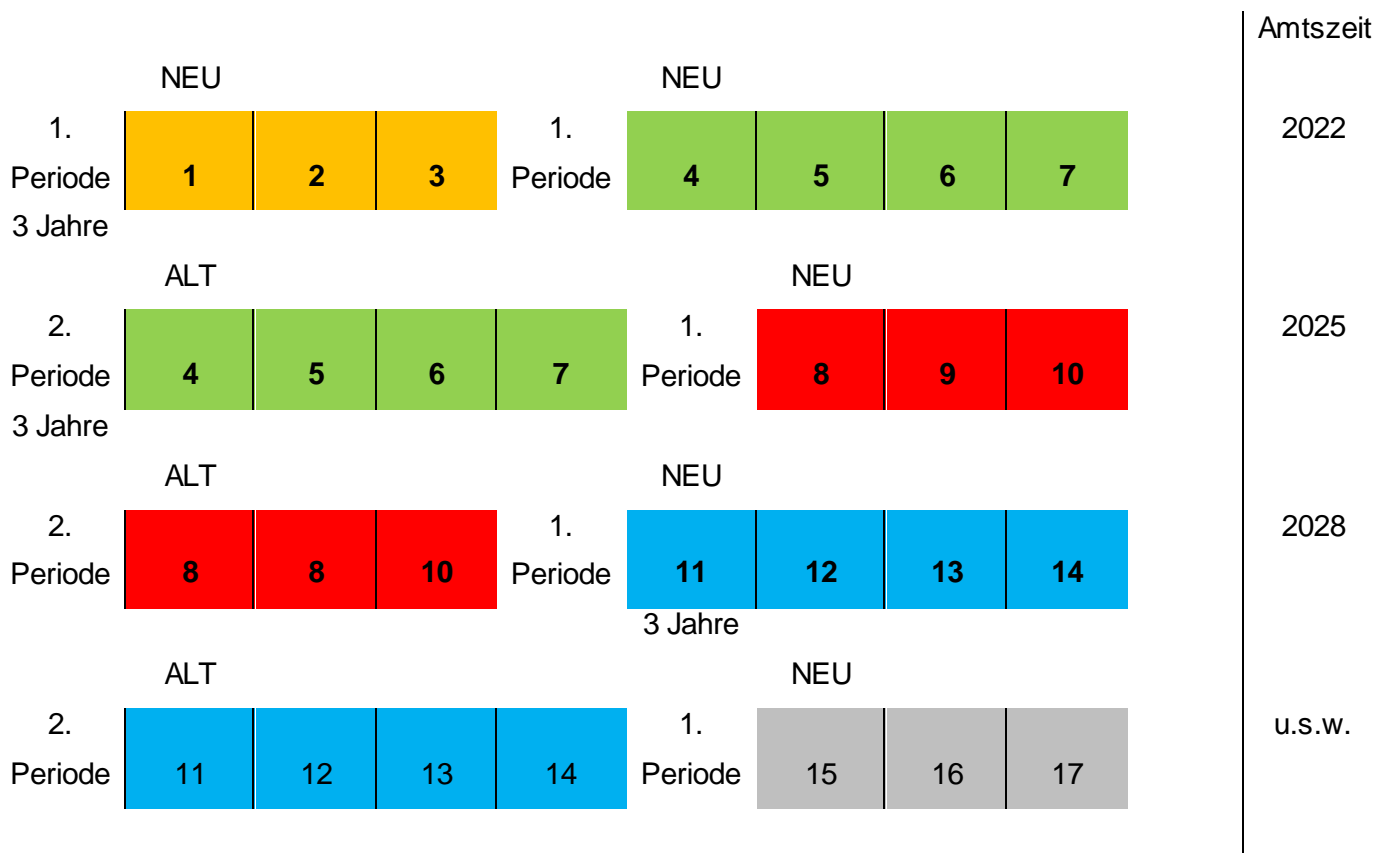 Amtszeit
NEU NEU
1. 1. 2022
Periode 1 2 3 Periode 4 5 6 7
3 Jahre
ALT NEU
2. 1. 2025
Periode 4 5 6 7 Periode 8 9 10
3 Jahre
ALT NEU
2. 1. 2028
Periode 8 8 10 Periode 11 12 13 14
3 Jahre
ALT NEU
2. 1. u.s.w.
Periode 11 12 13 14 Periode 15 16 17